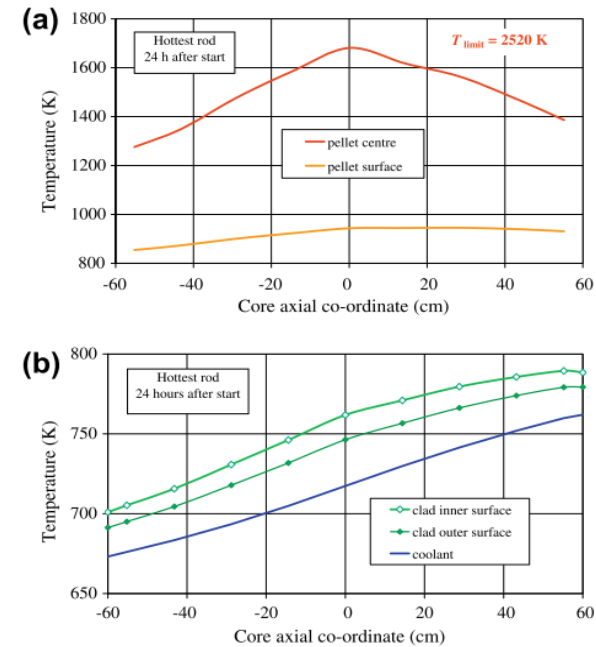 (a)
1800
1600
1400
1200
1000
800
Temperature (K)
Hottest rod
24 h after start
T limit = 2520 K
pellet centre
pellet surface
-60 -40 -20 0 20 40 60
Core axial co-ordinate (cm)
(b)
800
750
700
650
Temperature (K)
Hottest rod
24 hours after start
clad inner surface
clad outer surface
coolant
-60 -40 -20 0 20 40 60
Core axial co-ordinate (cm)